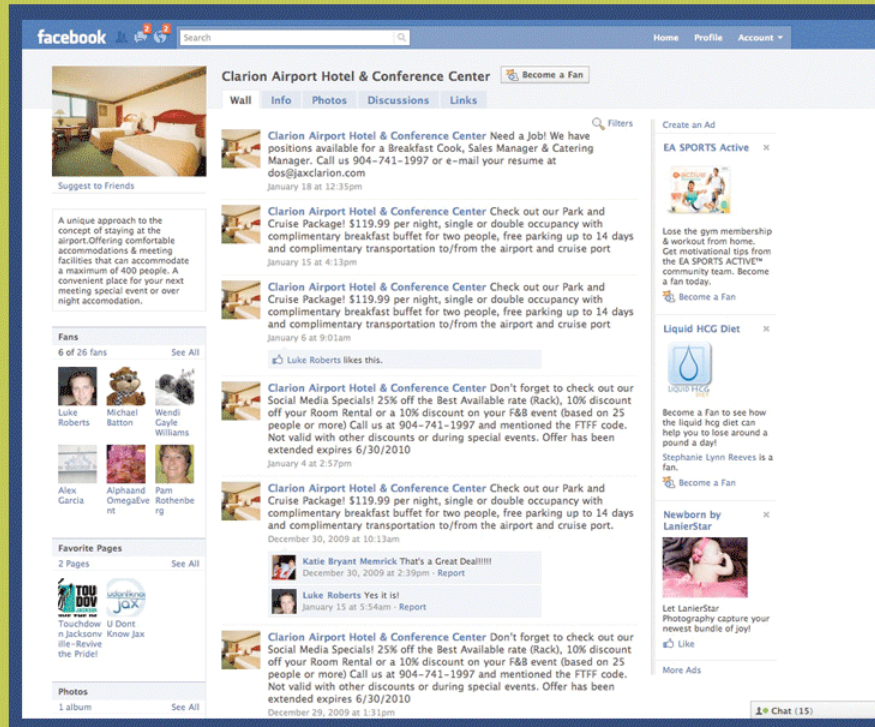 facebook
2
2
Search
Home Profile Account
Clarion Airport Hotel & Conference Center
Become a Fan
Wall Info Photos Discussions Links
Suggest to Friends
A unique approach to the
concept of staying at the
airport.Offering comfortable
accommodations & meeting
facilities that can accommodate
a maximum of 400 people. A
convenient place for your next
meeting special event or over
night accomodation.
Fans
6 of 26 fans See All
Luke
Roberts
Michael
Batton
Wendi
Gayle
Williams
Alex
Garcia
Alphaand
OmegaEve
nt
Pam
Rothenbe
rg
Favorite Pages
2 Pages See All
TOU
DOV
jax
Touchdow
n Jacksonv
ille-Revive
the Pride!
U Dont
Know Jax
Photos
1 album See All
Filters
Clarion Airport Hotel & Conference Center Need a Job! We have
positions available for a Breakfast Cook, Sales Manager & Catering
Manager. Call us 904-741-1997 or e-mail your resume at
dos@jaxclarion.com
January 18 at 12:35pm
Clarion Airport Hotel & Conference Center Check out our Park and
Cruise Package! $119.99 per night, single or double occupancy with
complimentary breakfast buffet for two people, free parking up to 14 days
and complimentary transportation to/from the airport and cruise port
January 15 at 4:13pm
Clarion Airport Hotel & Conference Center Check out our Park and
Cruise Package! $119.99 per night, single or double occupancy with
complimentary breakfast buffet for two people, free parking up to 14 days
and complimentary transportation to/from the airport and cruise port
January 6 at 9:01am
Luke Roberts likes this.
Clarion Airport Hotel & Conference Center Don't forget to check out our
Social Media Specials! 25% off the Best Available rate (Rack), 10% discount
off your Room Rental or a 10% discount on your F&B event (based on 25
people or more) Call us at 904-741-1997 and mentioned the FTFF code.
Not valid with other discounts or during special events. Offer has been
extended expires 6/30/2010
January 4 at 2:57pm
Clarion Airport Hotel & Conference Center Check out our Park and
Cruise Package! $119.99 per night, single or double occupancy with
complimentary breakfast buffet for two people, free parking up to 14 days
and complimentary transportation to/from the airport and cruise port.
December 30, 2009 at 10:13am
Katie Bryant Memrick That's a Great Deal!!!!!
December 30, 2009 at 2:39pm · Report
Luke Roberts Yes it is!
January 15 at 5:54am · Report
Clarion Airport Hotel & Conference Center Don't forget to check out our
Social Media Specials! 25% off the Best Available rate (Rack), 10% discount
off your Room Rental or a 10% discount on your F&B event (based on 25
people or more) Call us at 904-741-1997 and mentioned the FTFF code.
Not valid with other discounts or during special events. Offer has been
extended expires 6/30/2010
December 29, 2009 at 1:31pm
Create an Ad
EA SPORTS Active
active
Lose the gym membership
& workout from home.
Get motivational tips from
the EA SPORTS ACTIVE™
community team. Become
a fan today.
Become a Fan
Liquid HCG Diet
LIQUID HCG
DIET
Become a Fan to see how
the liquid hcg diet can
help you to lose around a
pound a day!
Stephanie Lynn Reeves is a
fan.
Become a Fan
Newborn by
LanierStar
Let LanierStar
Photography capture your
newest bundle of joy!
Like
More Ads
Chat (15)